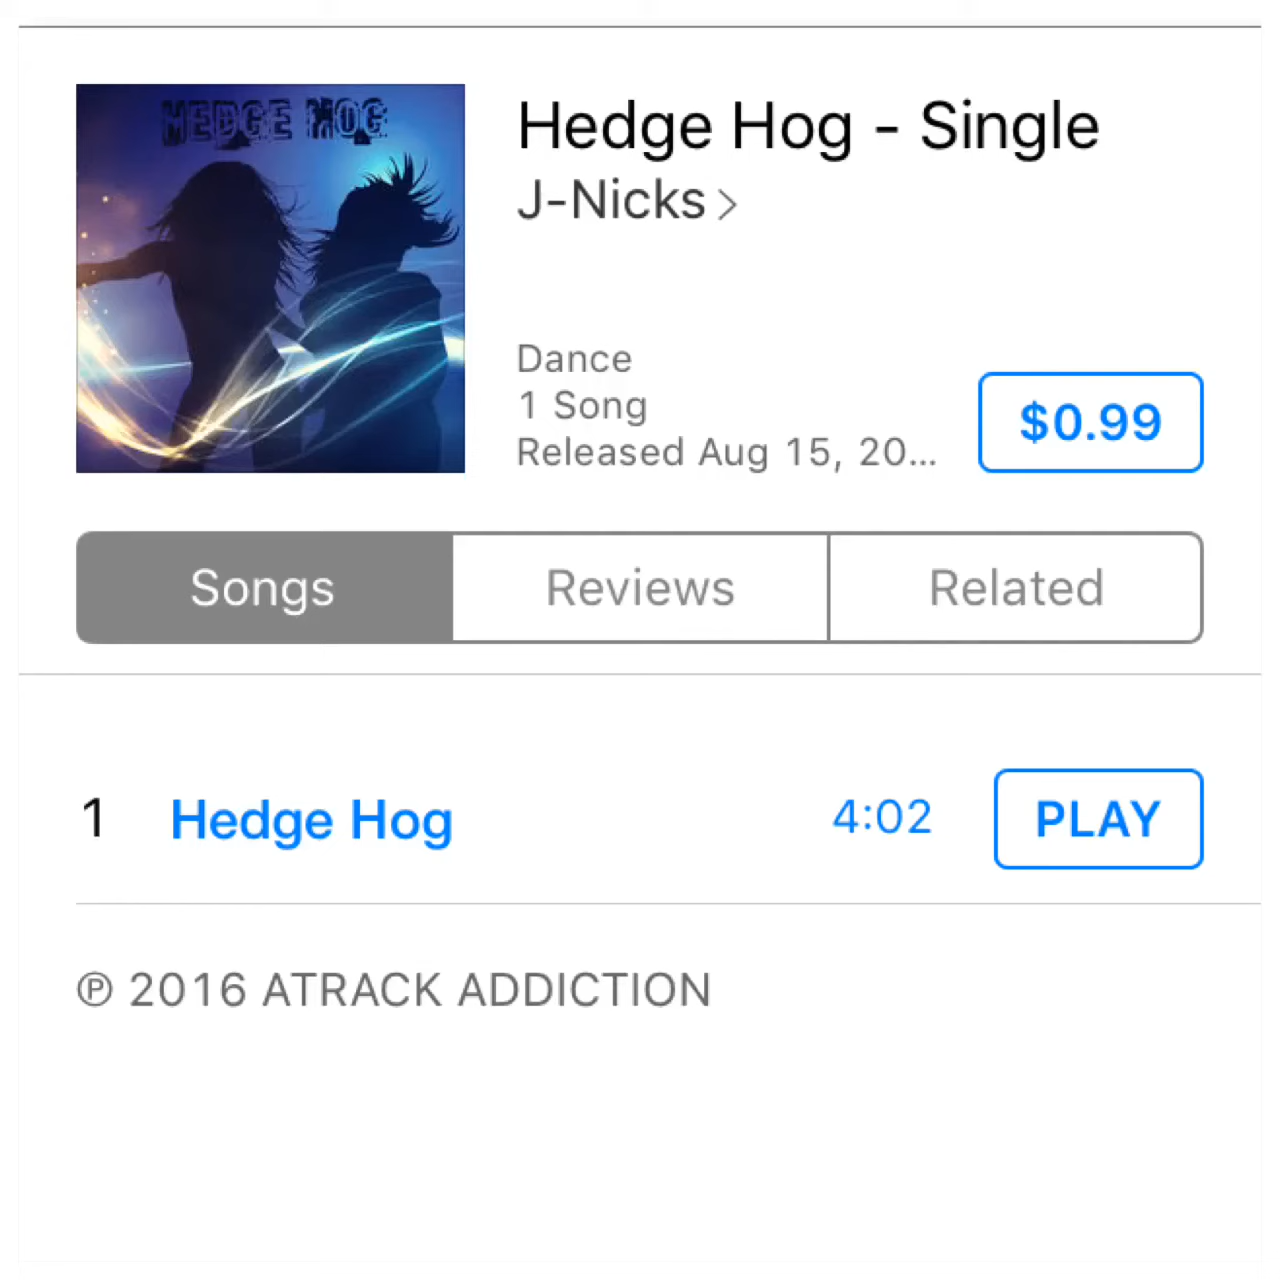 HEDGE HOG
Hedge Hog - Single
J-Nicks >
Dance
1 Song
Released Aug 15, 20...
$0.99
Songs
Reviews
Related
1 Hedge Hog 4:02 PLAY
℗ 2016 ATRACK ADDICTION